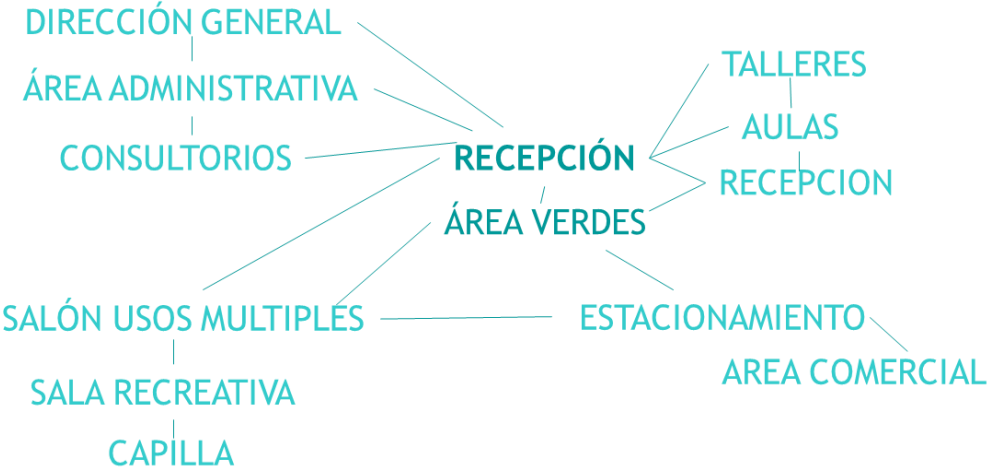 DIRECCIÓN GENERAL
ÁREA ADMINISTRATIVA
CONSULTORIOS
RECEPCIÓN
ÁREA VERDES
TALLERES
AULAS
RECEPCION
SALÓN USOS MULTIPLES
SALA RECREATIVA
CAPILLA
ESTACIONAMIENTO
AREA COMERCIAL